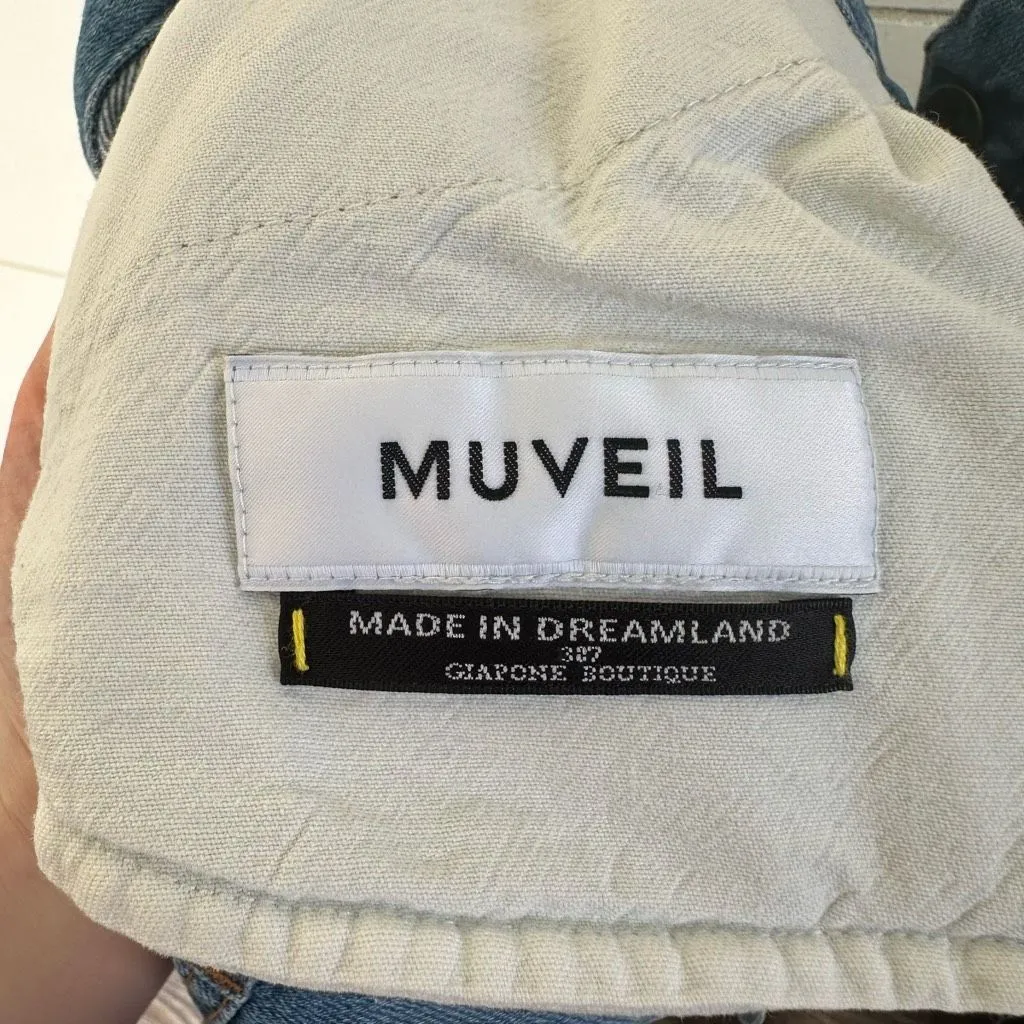 MUVEIL
MADE IN DREAMLAND
387
GIAPONE BOUTIQUE